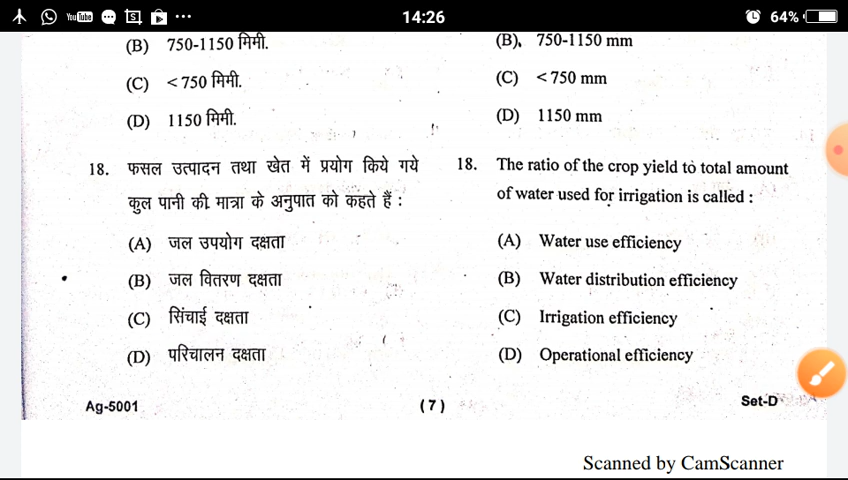 14:26
64%
(B) 750-1150 मिमी.
(C) < 750 मिमी.
(D) 1150 मिमी.
18. फसल उत्पादन तथा खेत में प्रयोग किये गये
कुल पानी की मात्रा के अनुपात को कहते हैं :
(A) जल उपयोग दक्षता
(B) जल वितरण दक्षता
(C) सिंचाई दक्षता
(D) परिचालन दक्षता
(B) 750-1150 mm
(C) < 750 mm
(D) 1150 mm
18. The ratio of the crop yield to total amount
of water used for irrigation is called :
(A) Water use efficiency
(B) Water distribution efficiency
(C) Irrigation efficiency
(D) Operational efficiency
Ag-5001
( 7 )
Set-D
Scanned by CamScanner